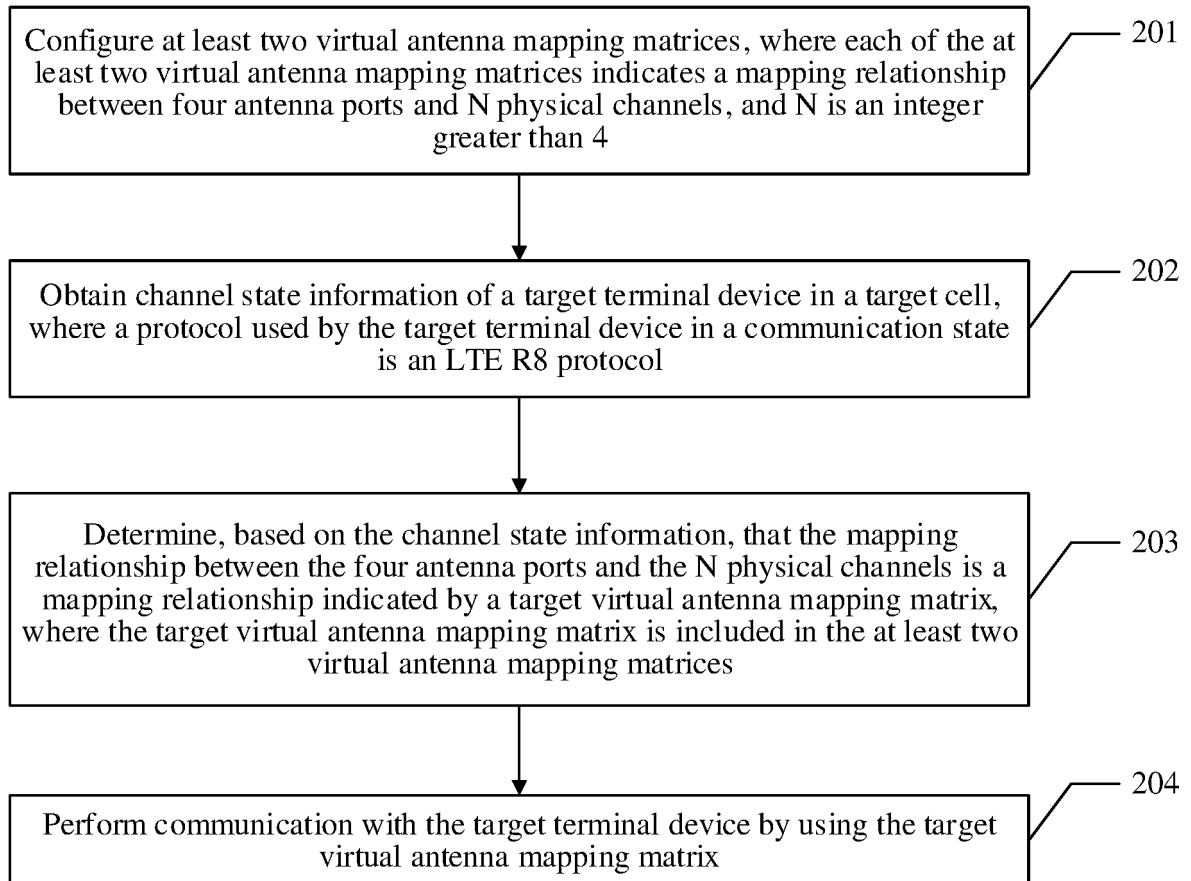 Configure at least two virtual antenna mapping matrices, where each of the at
least two virtual antenna mapping matrices indicates a mapping relationship
between four antenna ports and N physical channels, and N is an integer
greater than 4
201
Obtain channel state information of a target terminal device in a target cell,
where a protocol used by the target terminal device in a communication state
is an LTE R8 protocol
202
Determine, based on the channel state information, that the mapping
relationship between the four antenna ports and the N physical channels is a
mapping relationship indicated by a target virtual antenna mapping matrix,
where the target virtual antenna mapping matrix is included in the at least two
virtual antenna mapping matrices
203
Perform communication with the target terminal device by using the target
virtual antenna mapping matrix
204